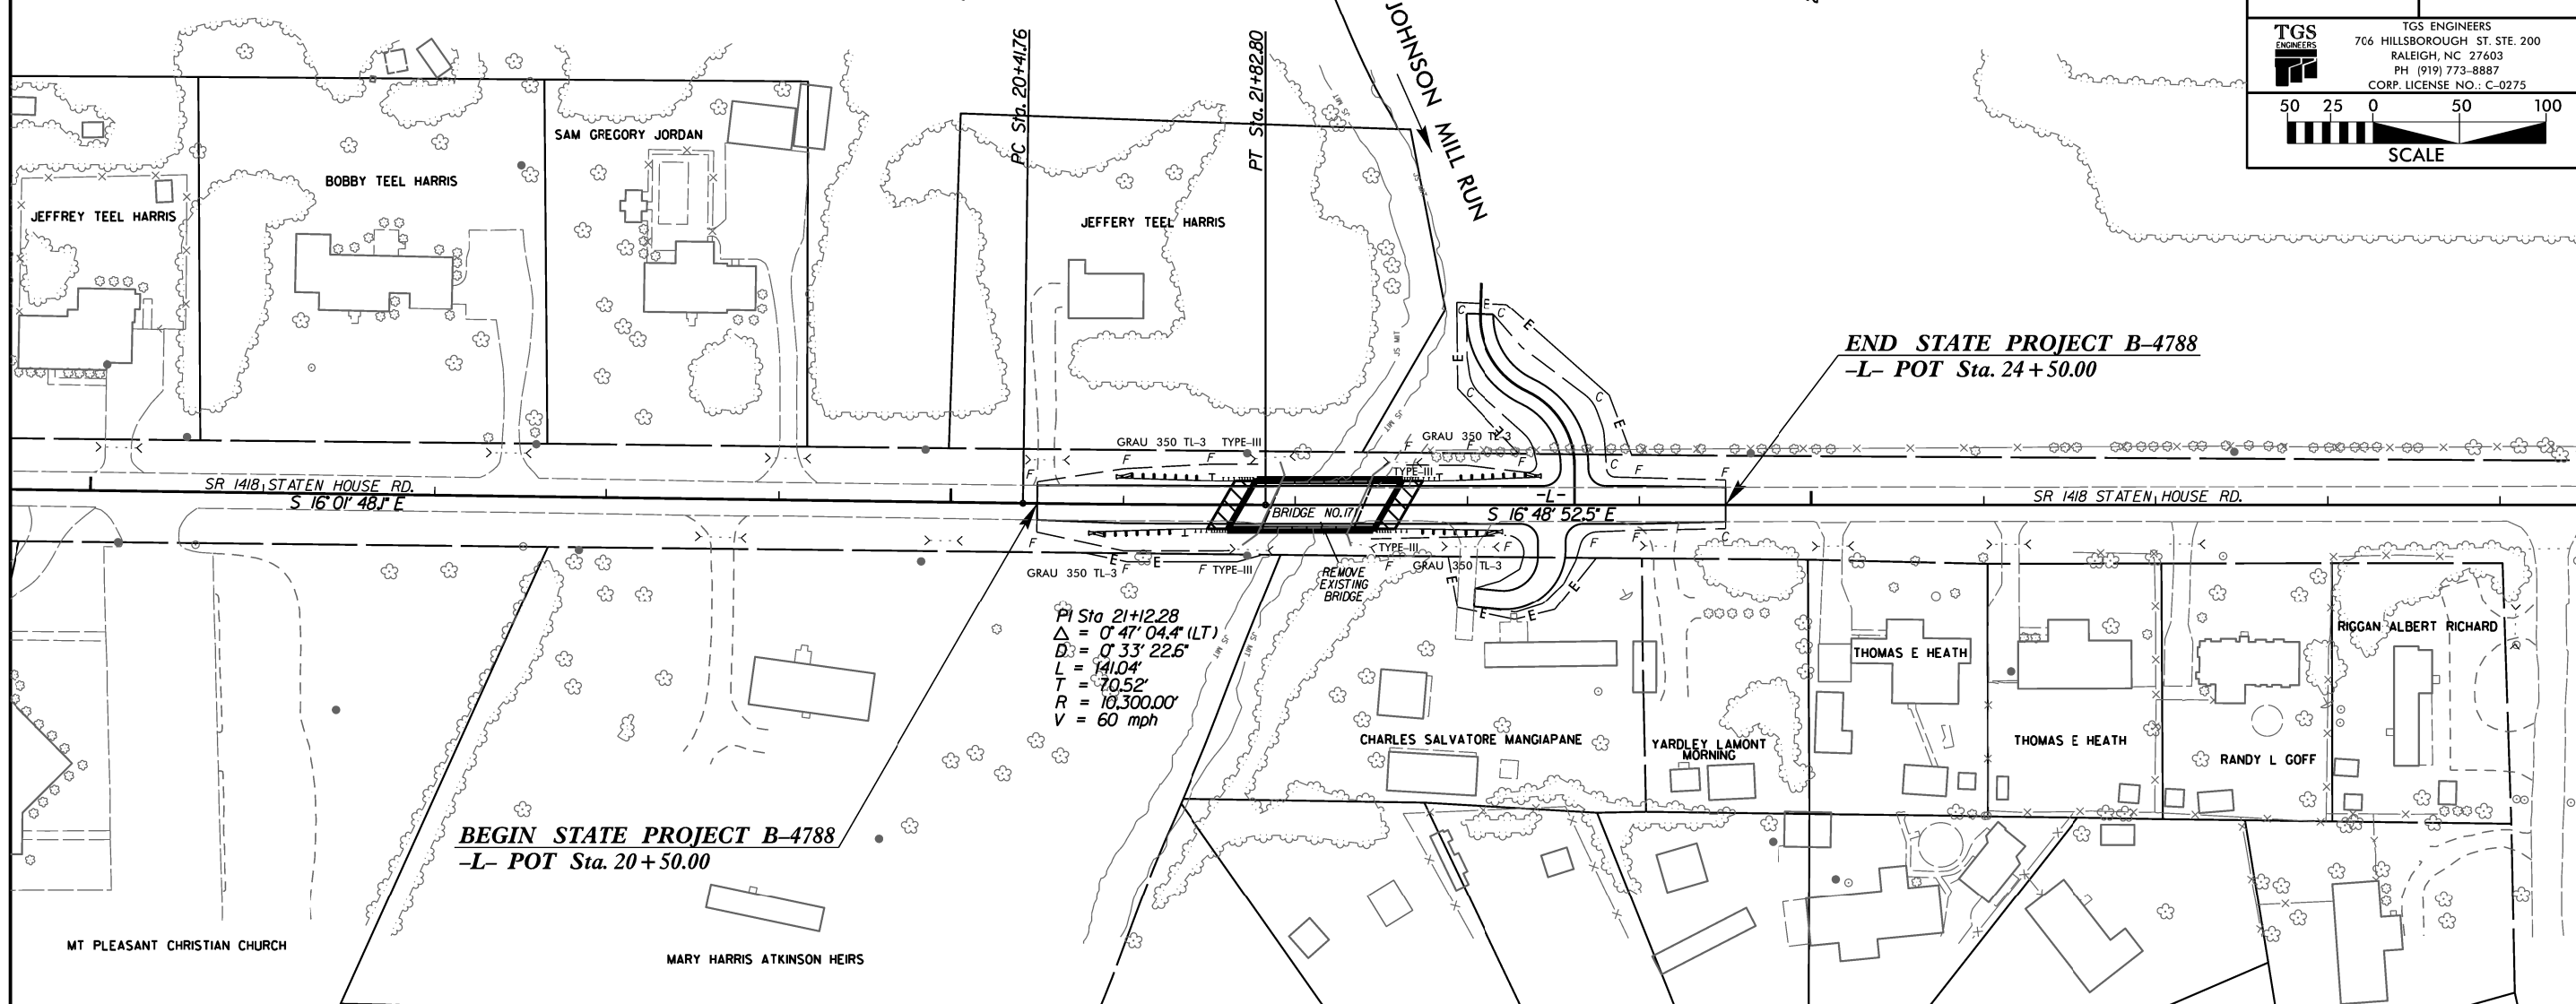 JOHNSON MILL RUN
PC Sta. 20+41.76
PT Sta. 21+82.80
TGS
ENGINEERS
TGS ENGINEERS
706 HILLSBOROUGH ST. STE. 200
RALEIGH, NC 27603
PH (919) 773–8887
CORP. LICENSE NO.: C–0275
50 25 0 50 100
SCALE
SAM GREGORY JORDAN
BOBBY TEEL HARRIS
JEFFREY TEEL HARRIS
JEFFERY TEEL HARRIS
END STATE PROJECT B–4788
–L– POT Sta. 24+50.00
GRAU 350 TL–3 TYPE–III
GRAU 350 TL–3
TYPE–III
SR 1418 STATEN HOUSE RD.
S 16° 01' 48.1" E
–L–
S 16° 48' 52.5" E
SR 1418 STATEN HOUSE RD.
BRIDGE NO.17
TYPE–III
GRAU 350 TL–3
GRAU 350 TL–3
TYPE–III
REMOVE
EXISTING
BRIDGE
PI Sta 21+12.28
Δ = 0° 47' 04.4" (LT)
D = 0° 33' 22.6"
L = 141.04'
T = 70.52'
R = 10,300.00'
V = 60 mph
RIGGAN ALBERT RICHARD
THOMAS E HEATH
CHARLES SALVATORE MANGIAPANE
YARDLEY LAMONT
MORNING
THOMAS E HEATH
RANDY L GOFF
BEGIN STATE PROJECT B–4788
–L– POT Sta. 20+50.00
MT PLEASANT CHRISTIAN CHURCH
MARY HARRIS ATKINSON HEIRS